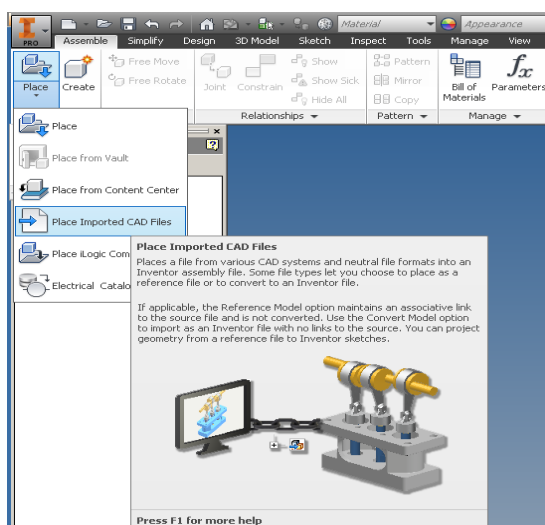 Material
Appearance
PRO
Assemble Simplify Design 3D Model Sketch Inspect Tools Manage View
Place
Create
Free Move
Free Rotate
Joint
Constrain
Show
Show Sick
Hide All
Relationships
Pattern
Mirror
Copy
Pattern
Bill of
Materials
fx
Parameters
Manage
Place
Place from Vault
Place from Content Center
Place Imported CAD Files
Place iLogic Com
Electrical Catalo
Place Imported CAD Files
Places a file from various CAD systems and neutral file formats into an
Inventor assembly file. Some file types let you choose to place as a
reference file or to convert to an Inventor file.
If applicable, the Reference Model option maintains an associative link
to the source file and is not converted. Use the Convert Model option
to import as an Inventor file with no links to the source. You can project
geometry from a reference file to Inventor sketches.
Press F1 for more help